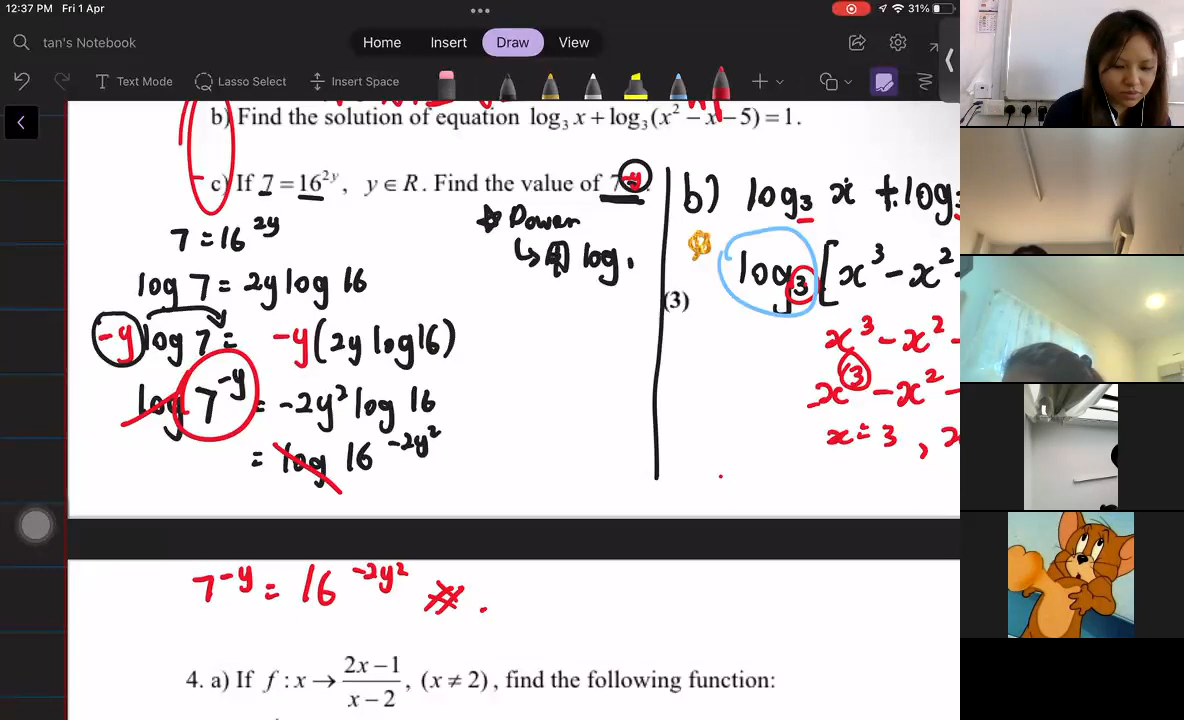 12:37 PM Fri 1 Apr
31%
tan's Notebook
Home Insert Draw View
Text Mode Lasso Select Insert Space
b) Find the solution of equation log₃ x + log₃ (x² − x − 5) = 1.
c) If 7 = 16²ʸ, y ∈ R. Find the value of 7⁻ʸ.
7 = 16²ʸ
log 7 = 2y log 16
-y log 7 = -y (2y log 16)
log 7⁻ʸ = -2y² log 16
= log 16^(-2y²)
* Power
log
(3)
b) log₃ x + log₃
log₃ [x³ - x²
x³ - x² -
x³ - x² -
x = 3 ,
7⁻ʸ = 16^(-2y²)
4. a) If f : x → (2x − 1)/(x − 2), (x ≠ 2), find the following function: